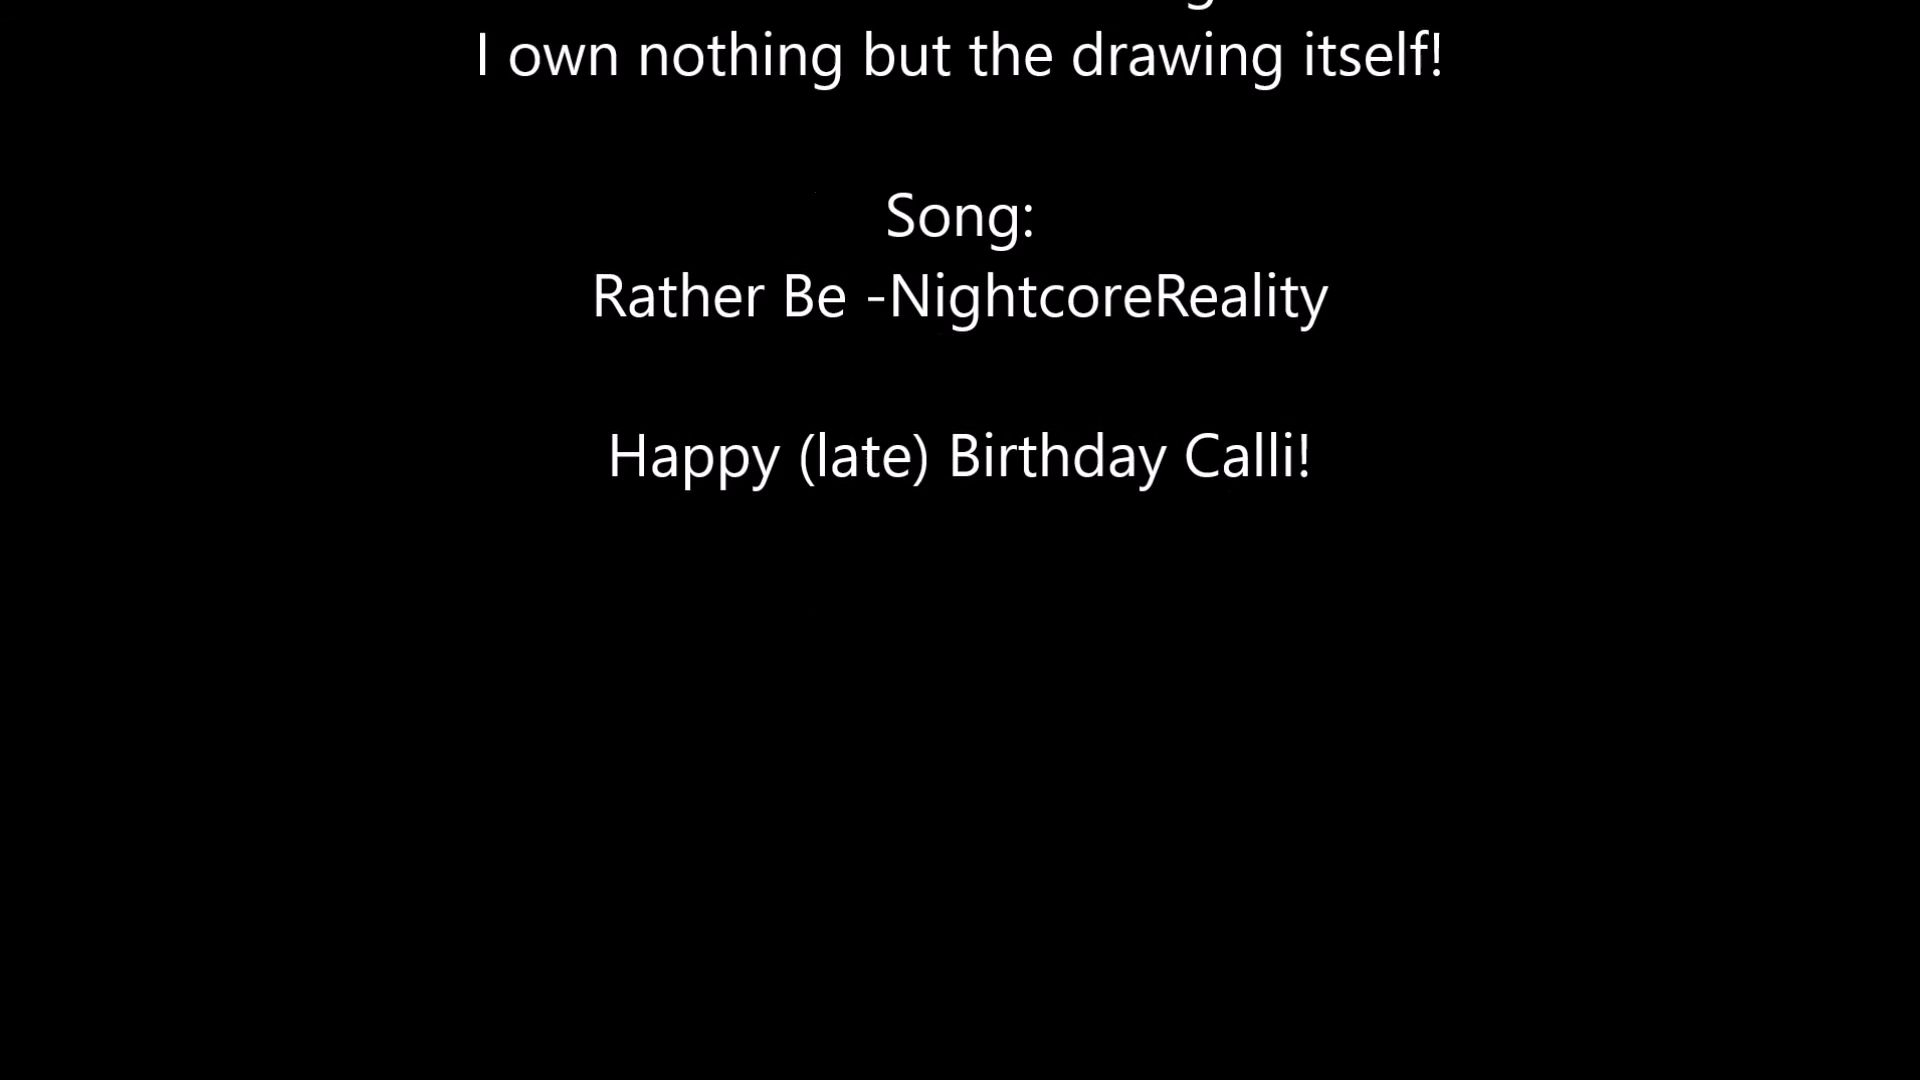 I own nothing but the drawing itself!
Song:
Rather Be -NightcoreReality
Happy (late) Birthday Calli!